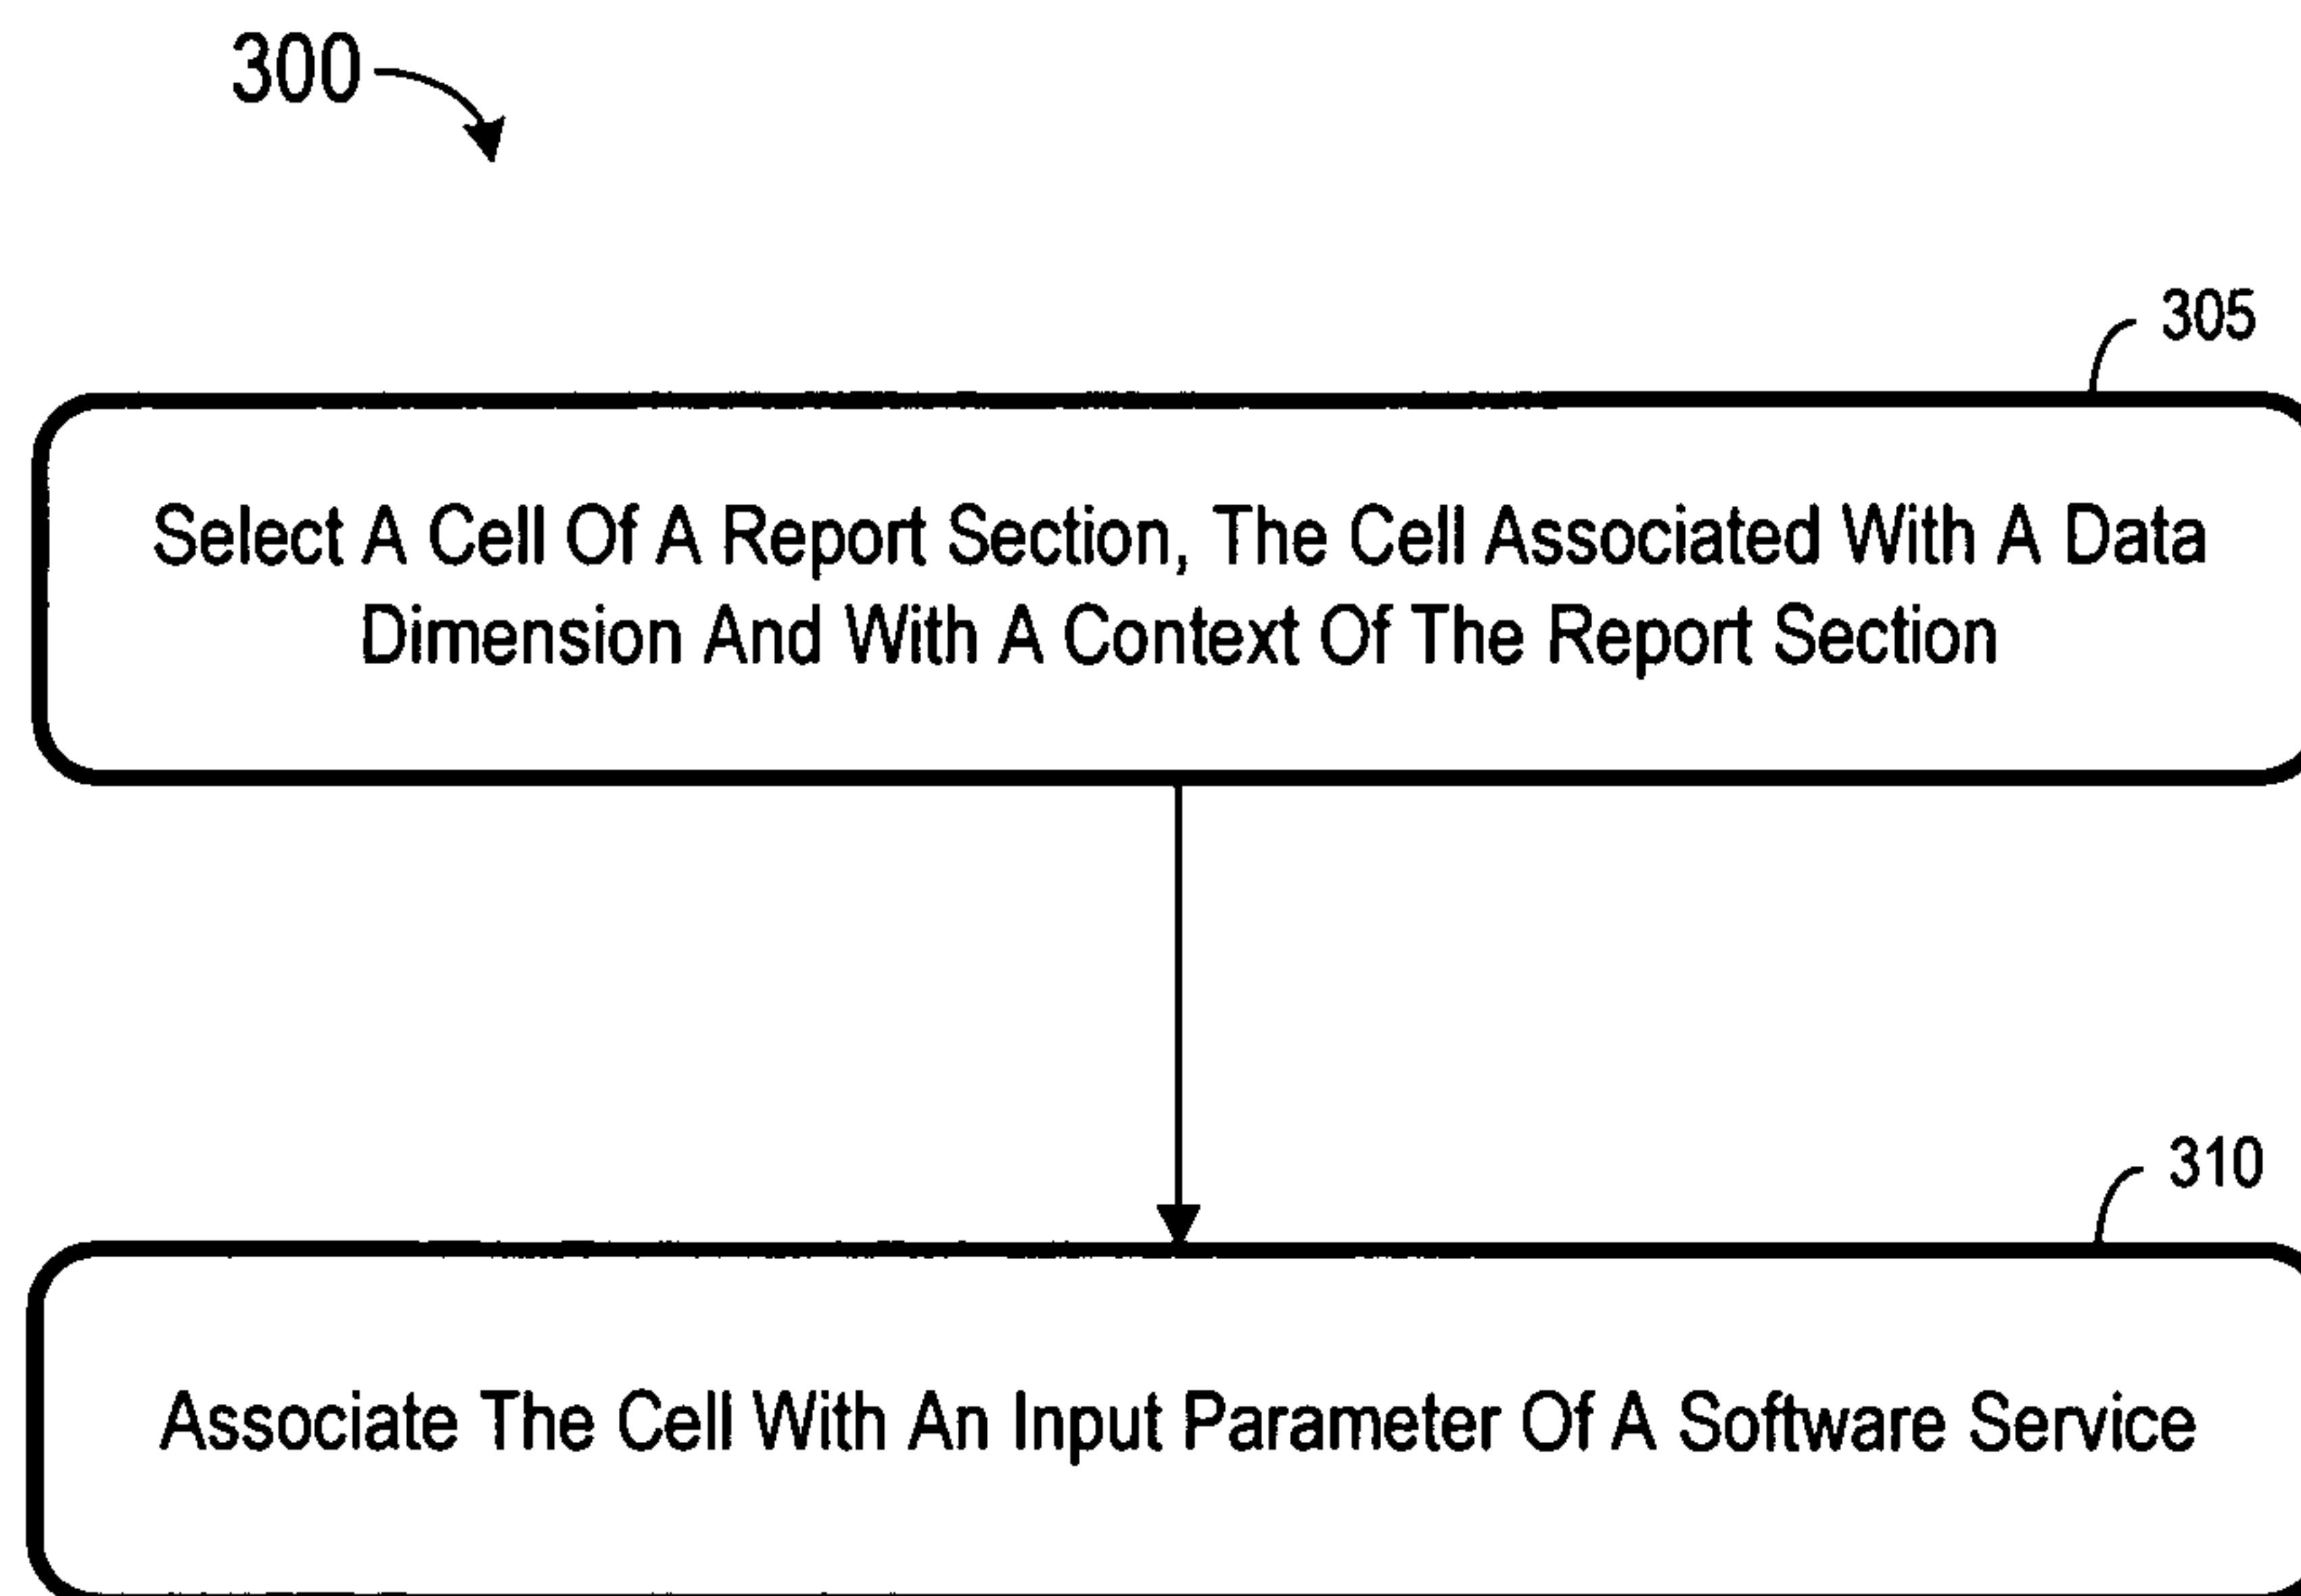 300
305
Select A Cell Of A Report Section, The Cell Associated With A Data
Dimension And With A Context Of The Report Section
310
Associate The Cell With An Input Parameter Of A Software Service